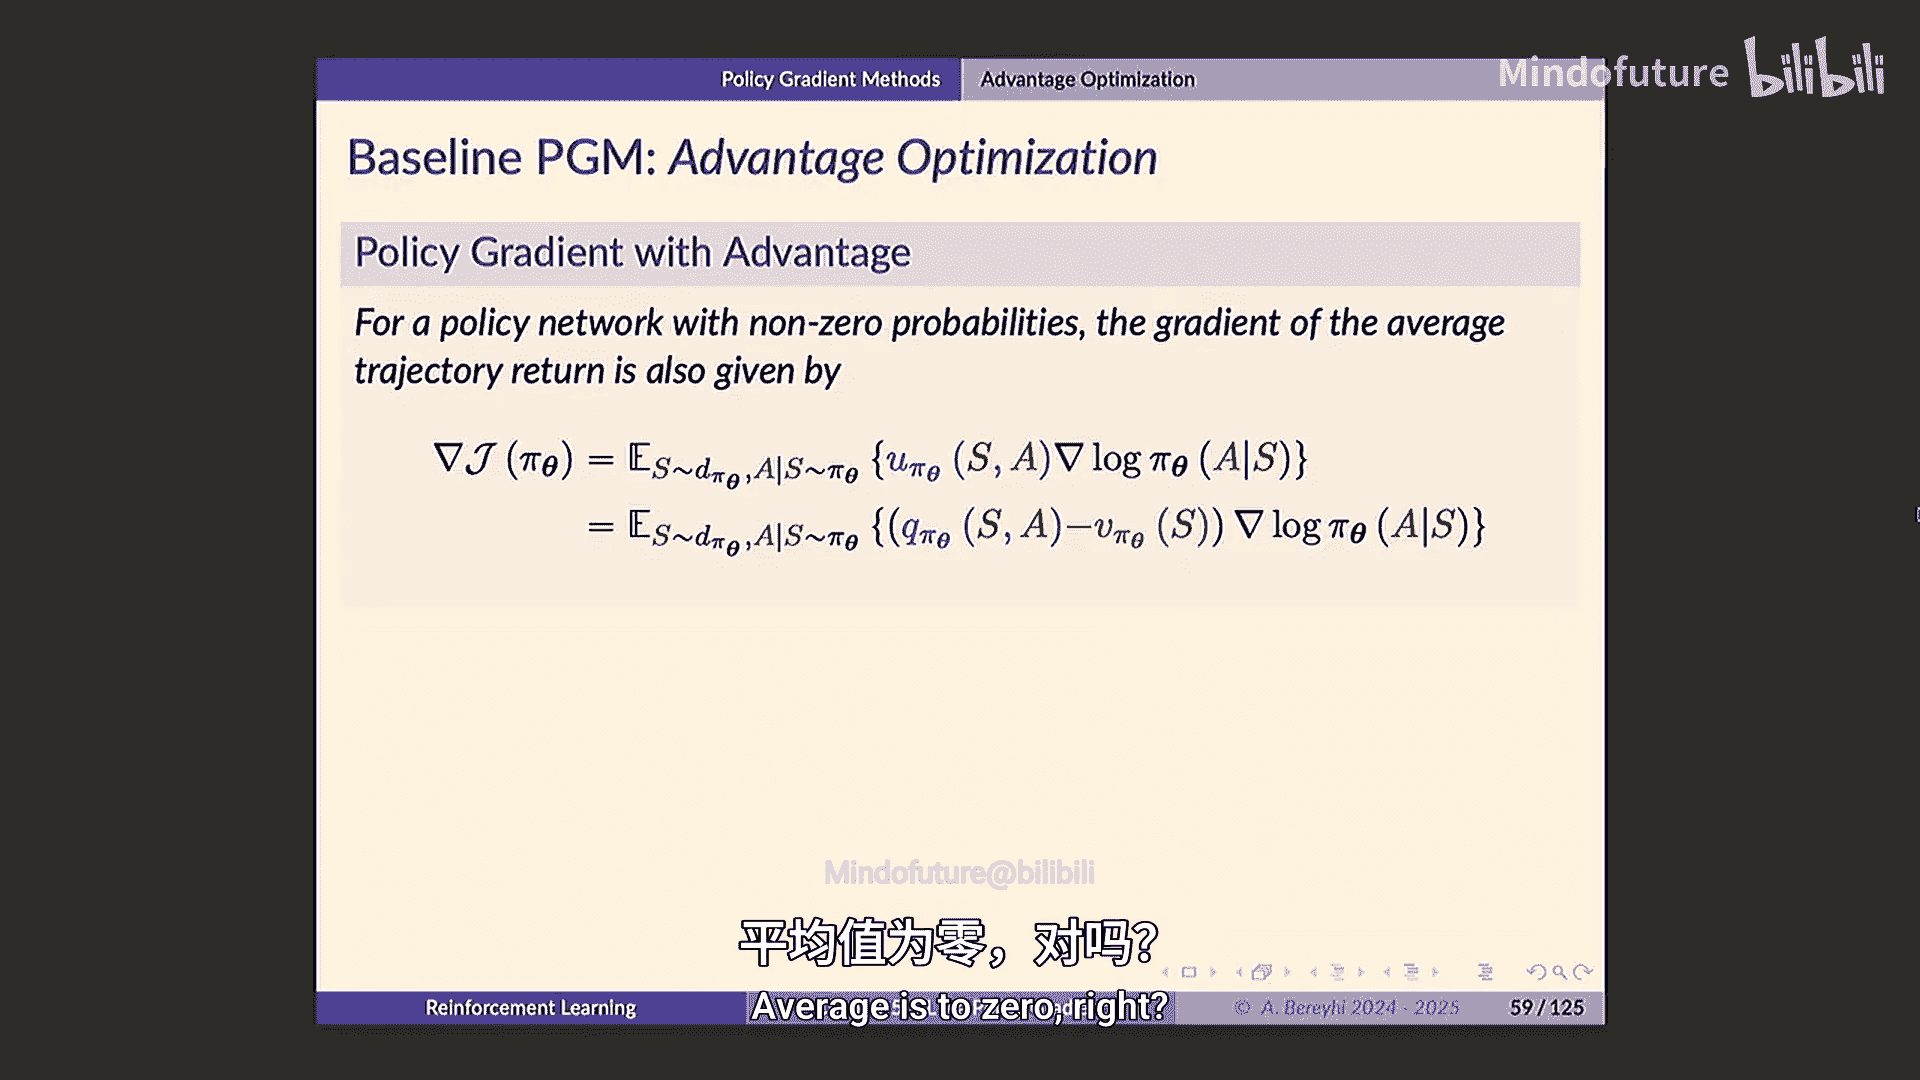 Policy Gradient Methods
Advantage Optimization
Mindofuture bilibili
Baseline PGM: Advantage Optimization
Policy Gradient with Advantage
For a policy network with non-zero probabilities, the gradient of the average
trajectory return is also given by
∇𝒥(π_θ) = 𝔼_{S∼d_{π_θ}, A|S∼π_θ} {u_{π_θ}(S, A)∇ log π_θ(A|S)}
= 𝔼_{S∼d_{π_θ}, A|S∼π_θ} {(q_{π_θ}(S, A)−v_{π_θ}(S)) ∇ log π_θ(A|S)}
Mindofuture@bilibili
平均值为零，对吗？
Average is to zero, right?
Reinforcement Learning
© A. Bereyhi 2024 - 2025
59 / 125